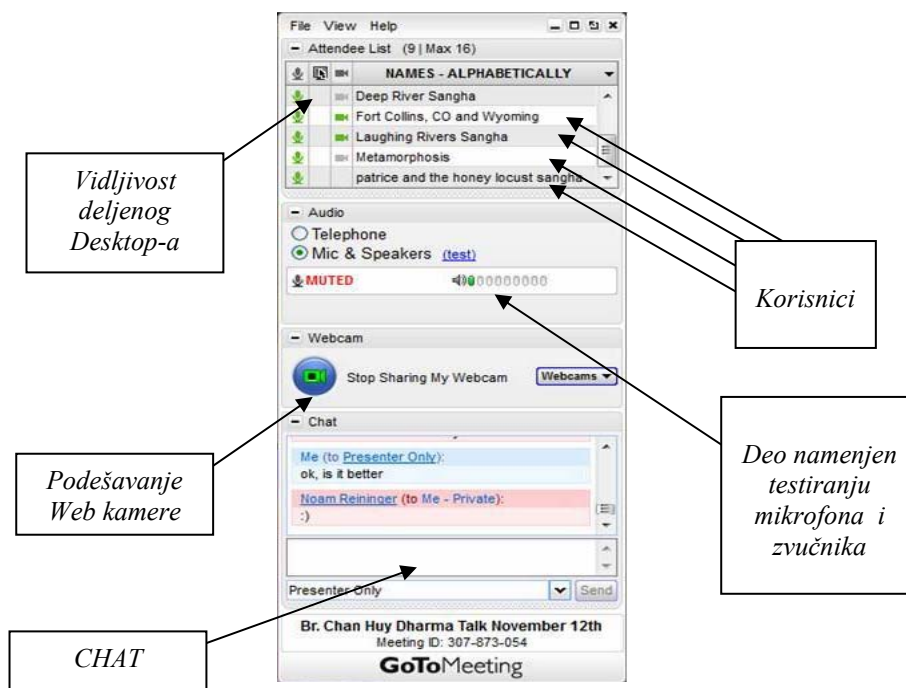 File View Help
Attendee List (9 | Max 16)
NAMES - ALPHABETICALLY
Deep River Sangha
Fort Collins, CO and Wyoming
Laughing Rivers Sangha
Metamorphosis
patrice and the honey locust sangha
Audio
Telephone
Mic & Speakers (test)
MUTED
Webcam
Stop Sharing My Webcam
Webcams
Chat
Me (to Presenter Only):
ok, is it better
Noam Reininger (to Me - Private):
:)
Presenter Only
Send
Br. Chan Huy Dharma Talk November 12th
Meeting ID: 307-873-054
GoToMeeting
Vidljivost
deljenog
Desktop-a
Korisnici
Podešavanje
Web kamere
Deo namenjen
testiranju
mikrofona i
zvučnika
CHAT